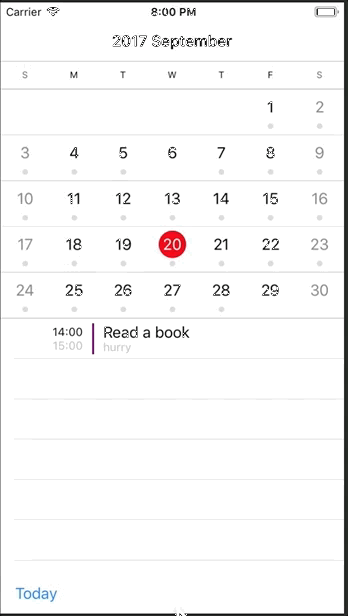 Carrier 8:00 PM
2017 September
S M T W T F S
1 2
3 4 5 6 7 8 9
10 11 12 13 14 15 16
17 18 19 20 21 22 23
24 25 26 27 28 29 30
14:00 Read a book
15:00 hurry
Today